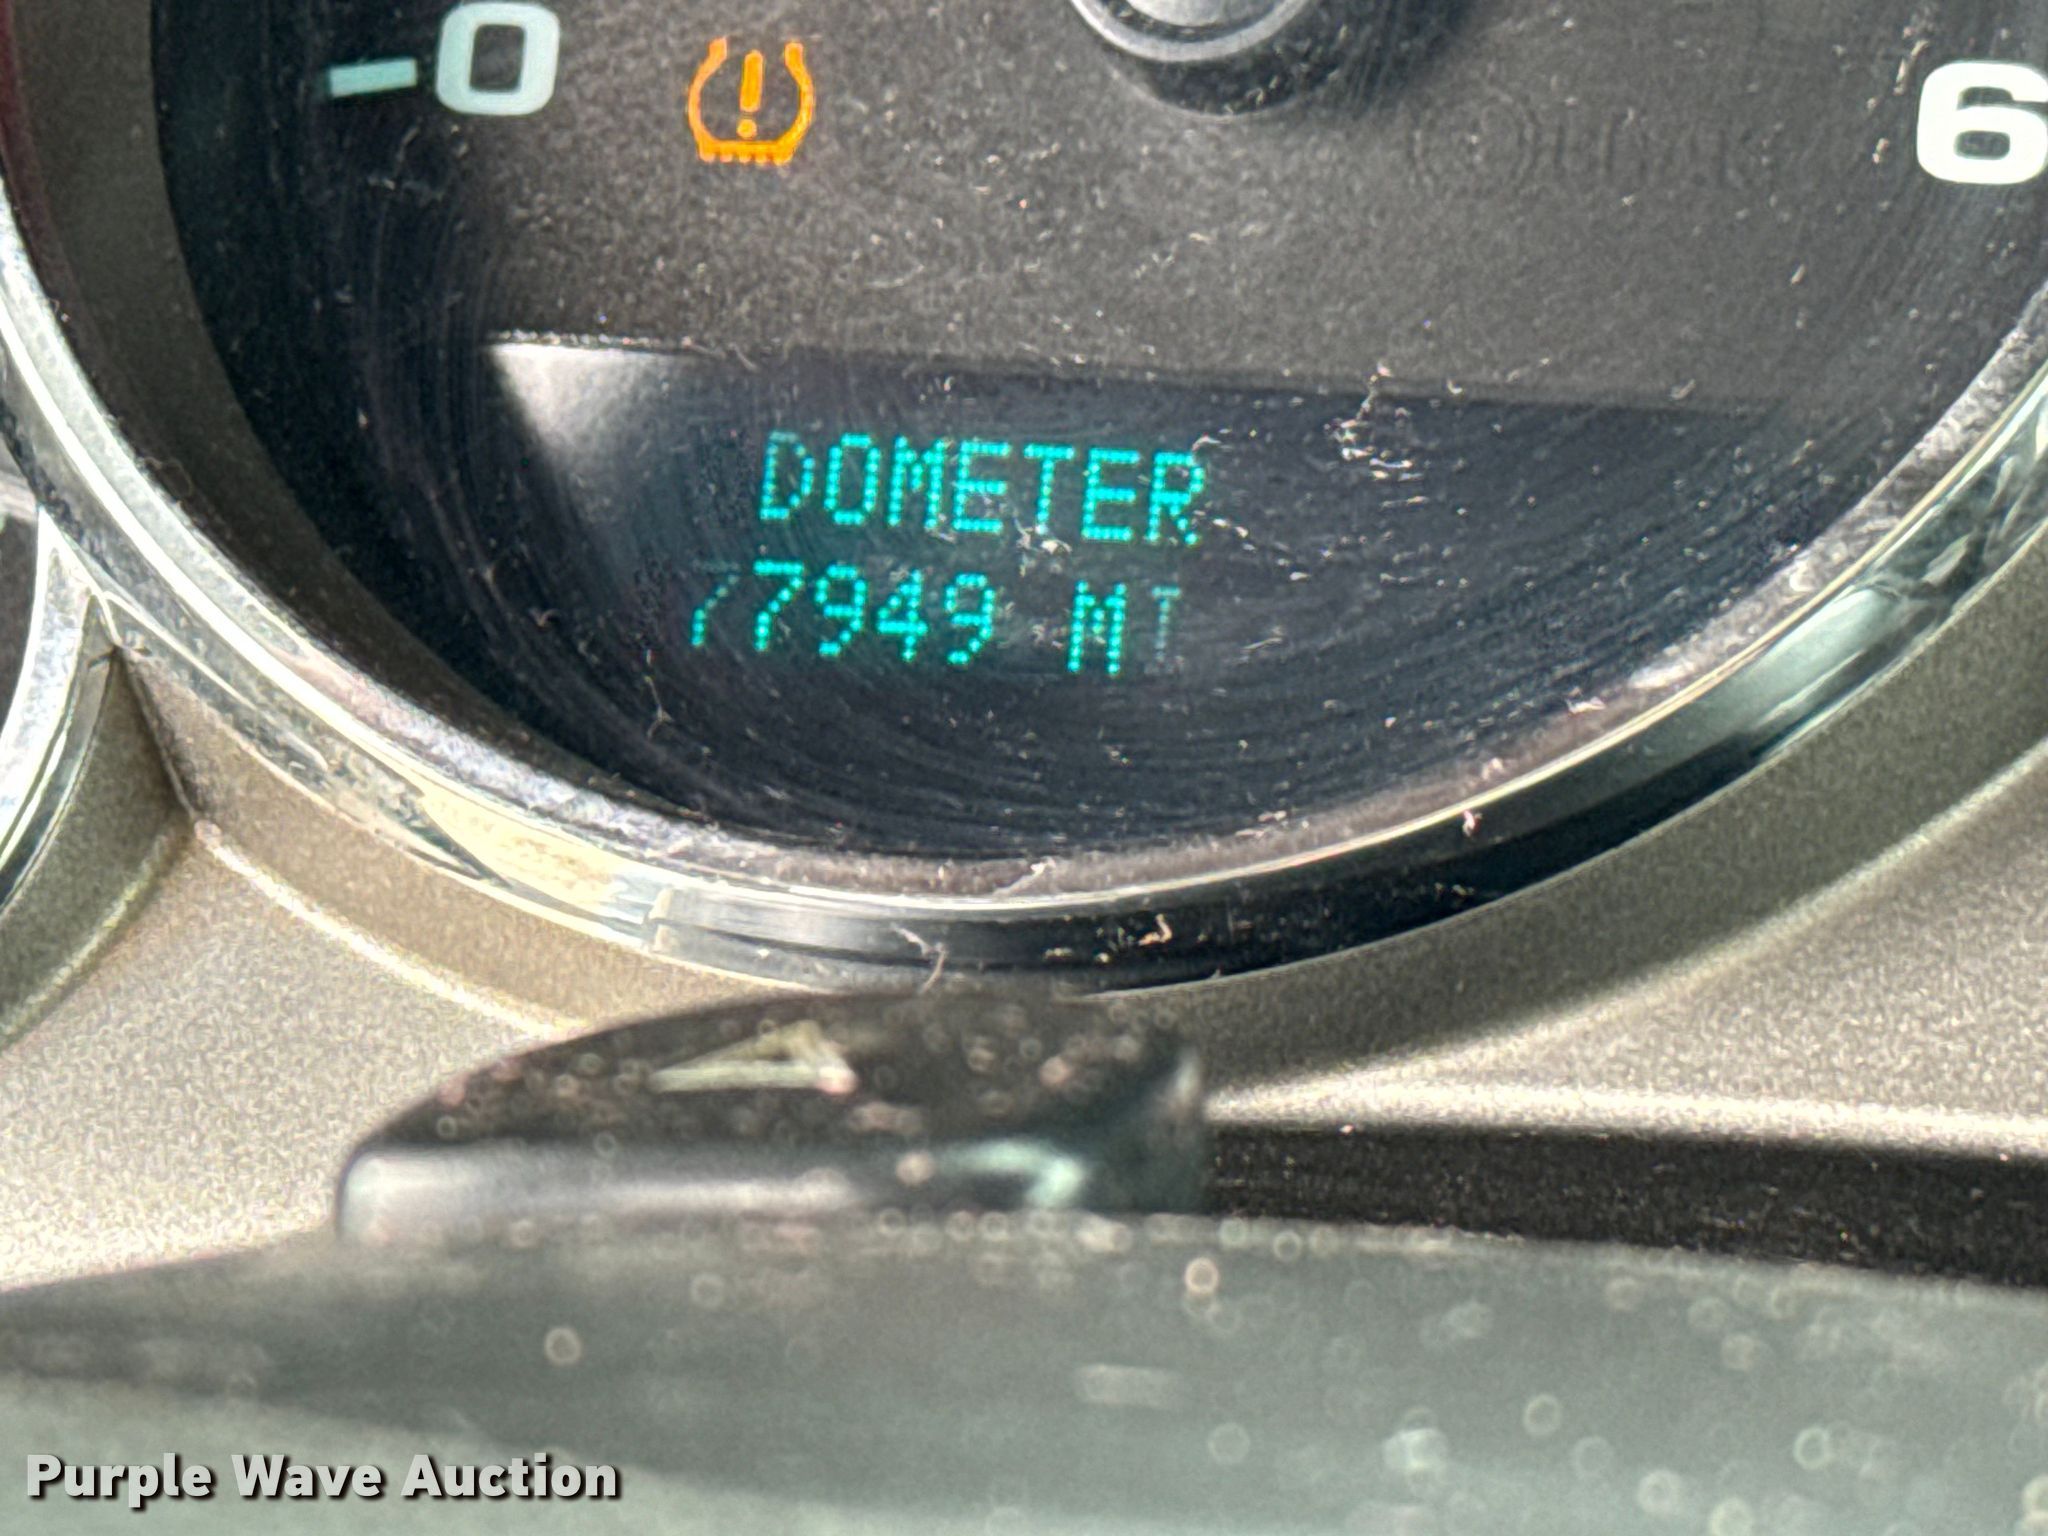 0
6
DOMETER
77949 MI
Purple Wave Auction